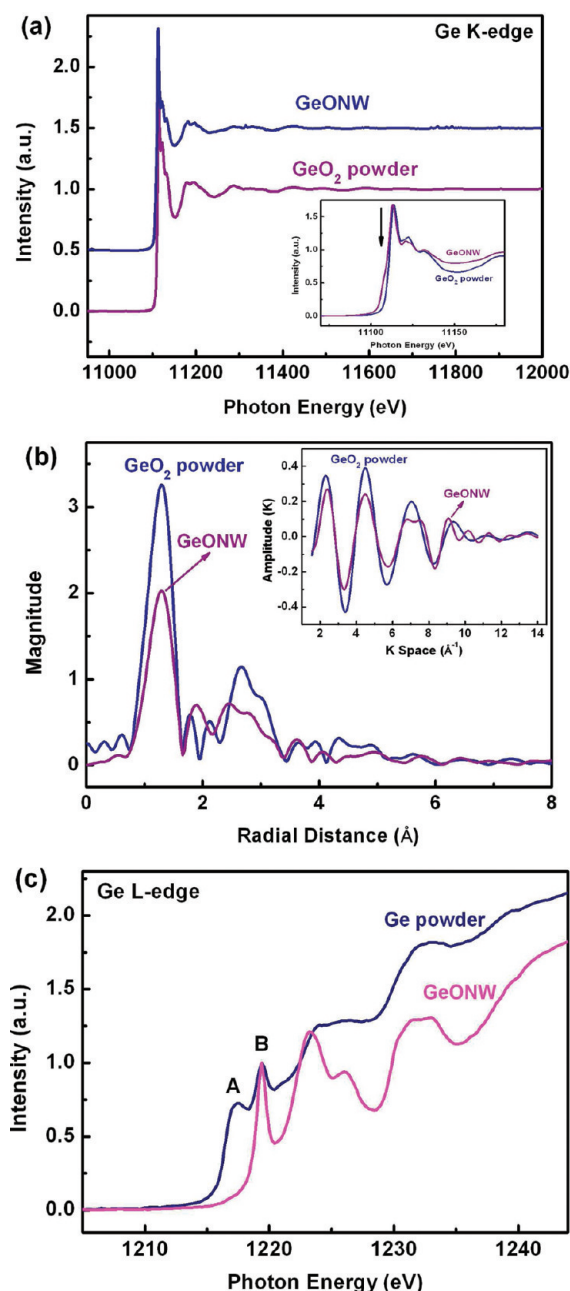 (a)
Ge K-edge
2.0
1.5
1.0
0.5
0.0
Intensity (a.u.)
GeONW
GeO₂ powder
1.5
1.0
0.5
0.0
Intensity (a.u.)
GeONW
GeO₂ powder
11100 11150
Photon Energy (eV)
11000 11200 11400 11600 11800 12000
Photon Energy (eV)
(b)
GeO₂ powder
GeONW
3
2
1
0
Magnitude
GeO₂ powder
GeONW
0.4
0.2
0.0
-0.2
-0.4
Amplitude (K)
2 4 6 8 10 12 14
K Space (Å⁻¹)
0 2 4 6 8
Radial Distance (Å)
(c)
Ge L-edge
Ge powder
GeONW
A
B
2.0
1.5
1.0
0.5
0.0
Intensity (a.u.)
1210 1220 1230 1240
Photon Energy (eV)